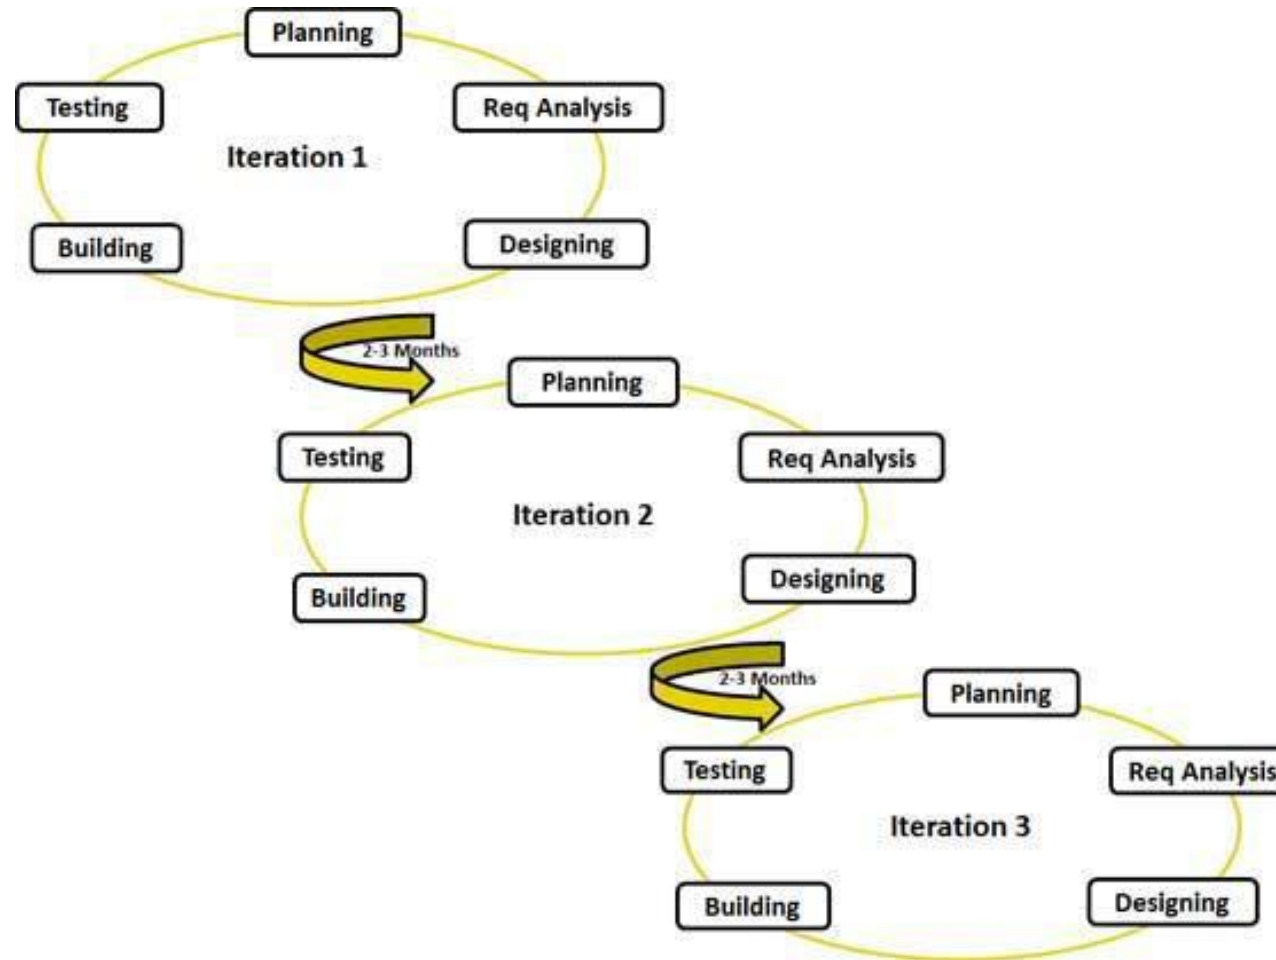 Planning
Testing
Req Analysis
Iteration 1
Building
Designing
2-3 Months
Planning
Testing
Req Analysis
Iteration 2
Building
Designing
2-3 Months
Planning
Testing
Req Analysis
Iteration 3
Building
Designing